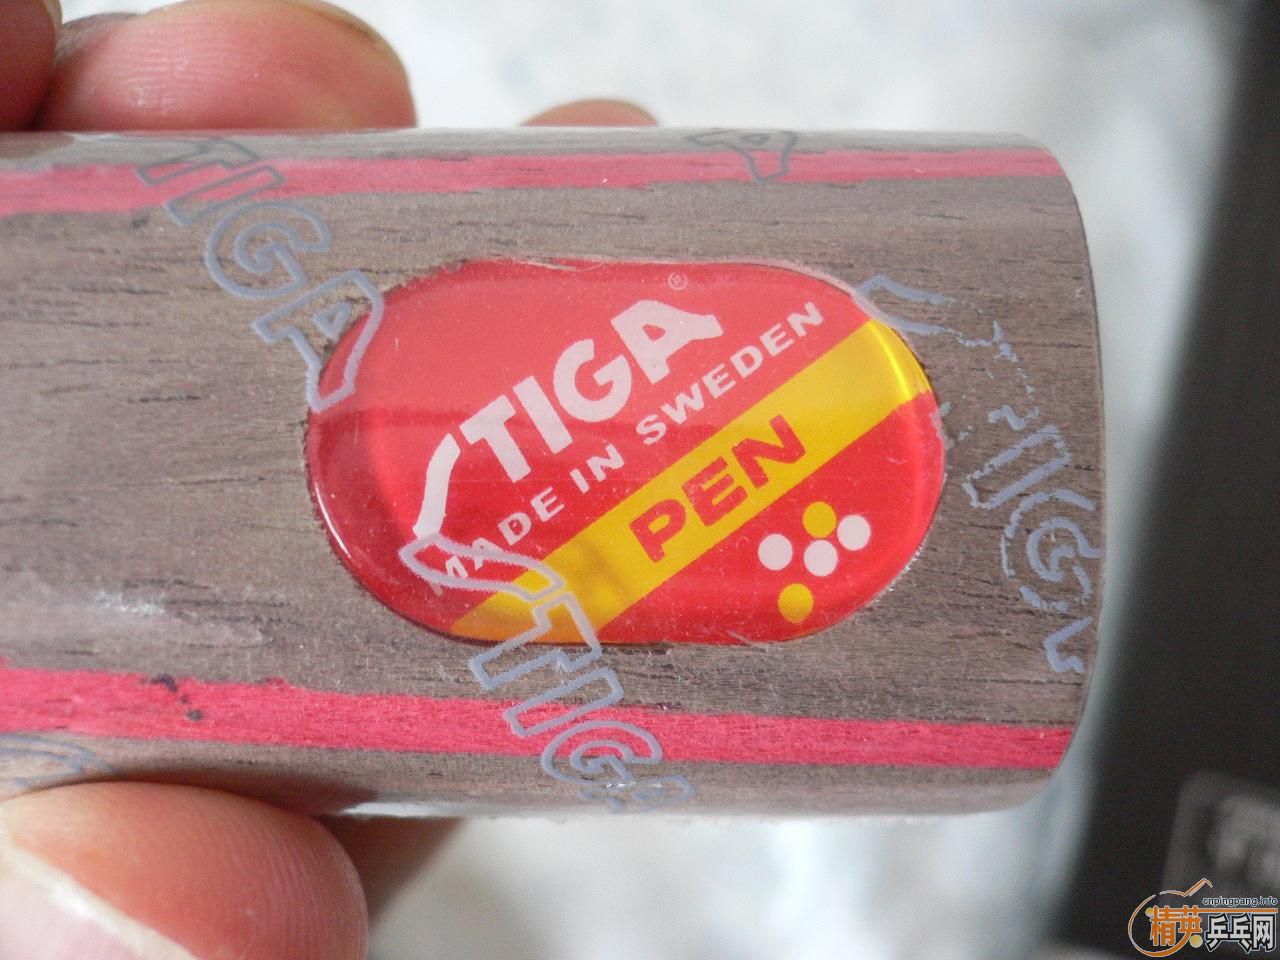 STIGA
STIGA®
MADE IN SWEDEN
PEN
STIGA
STIGA
cnpingpang.info
精英乒乓网